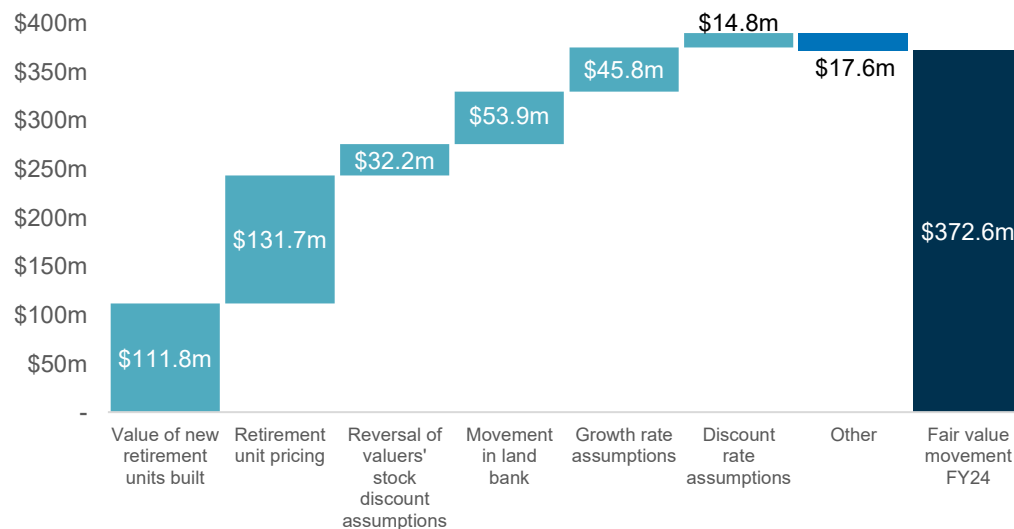 $400m
$350m
$300m
$250m
$200m
$150m
$100m
$50m
-
$111.8m
$131.7m
$32.2m
$53.9m
$45.8m
$14.8m
$17.6m
$372.6m
Value of new
retirement
units built
Retirement
unit pricing
Reversal of
valuers'
stock
discount
assumptions
Movement
in land
bank
Growth rate
assumptions
Discount
rate
assumptions
Other
Fair value
movement
FY24